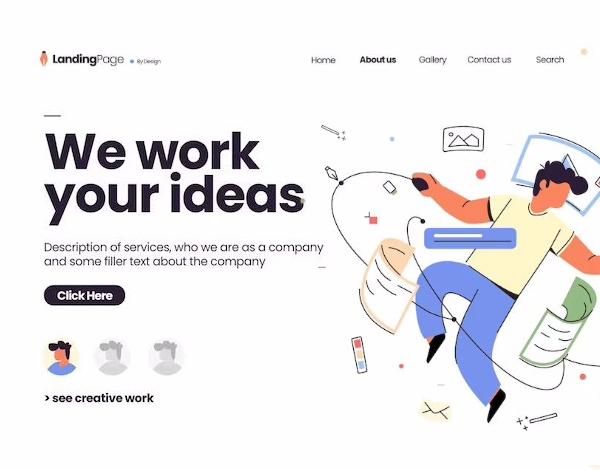 LandingPage
By Design
Home
About us
Gallery
Contact us
Search
We work
your ideas
Description of services, who we are as a company
and some filler text about the company
Click Here
> see creative work